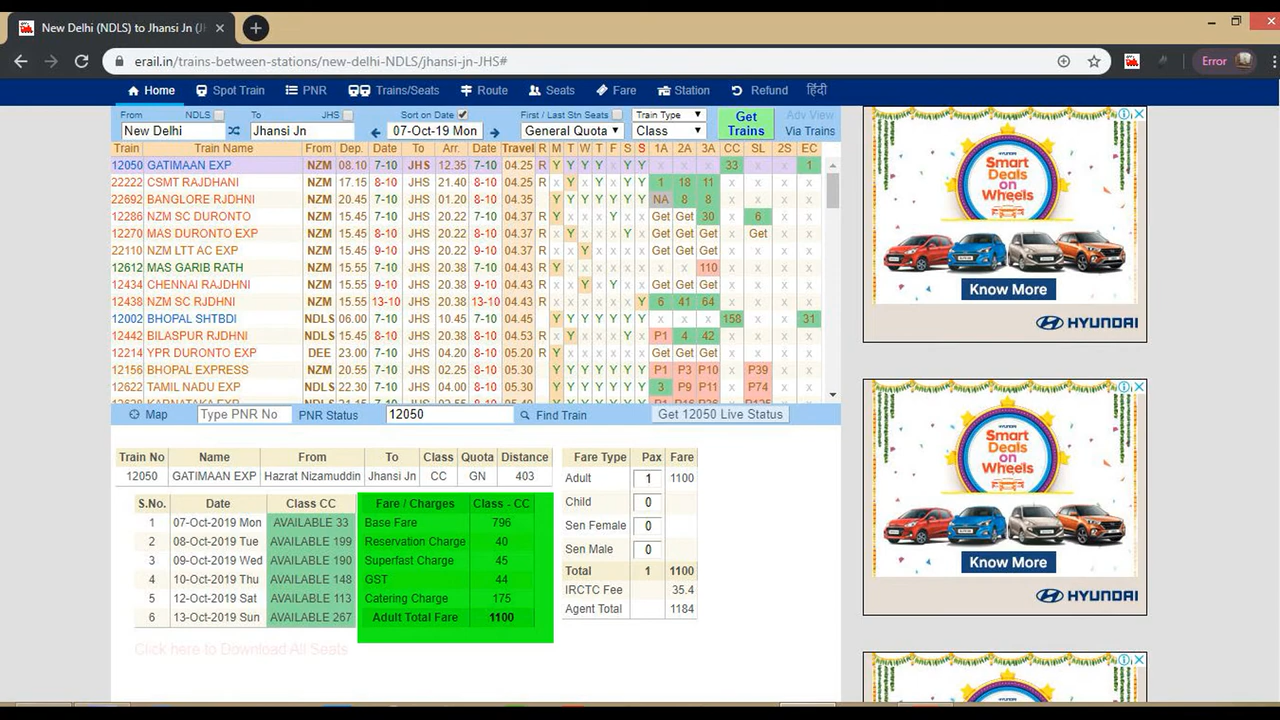 New Delhi (NDLS) to Jhansi Jn (J
erail.in/trains-between-stations/new-delhi-NDLS/jhansi-jn-JHS#
Error
Home Spot Train PNR Trains/Seats Route Seats Fare Station Refund हिंदी
From NDLS To JHS Sort on Date First / Last Stn Seats Train Type Get Trains Adv View
New Delhi Jhansi Jn 07-Oct-19 Mon General Quota Class Via Trains
Train Train Name From Dep. Date To Arr. Date Travel R M T W T F S S 1A 2A 3A CC SL 2S EC
12050 GATIMAAN EXP NZM 08.10 7-10 JHS 12.35 7-10 04.25 R Y Y Y Y x Y Y x x x 33 x x 1
22222 CSMT RAJDHANI NZM 17.15 8-10 JHS 21.40 8-10 04.25 R x Y x Y x Y Y 1 18 11 x x x x
22692 BANGLORE RJDHNI NZM 20.45 7-10 JHS 01.20 8-10 04.35 R Y Y Y Y Y Y Y NA 8 8 x x x x
12286 NZM SC DURONTO NZM 15.45 7-10 JHS 20.22 7-10 04.37 R Y x x x Y x x Get Get 30 x 6 x x
12270 MAS DURONTO EXP NZM 15.45 8-10 JHS 20.22 8-10 04.37 R x Y x x x Y x Get Get Get x Get x x
22110 NZM LTT AC EXP NZM 15.45 9-10 JHS 20.22 9-10 04.37 R x x Y x x x x Get Get Get x x x x
12612 MAS GARIB RATH NZM 15.55 7-10 JHS 20.38 7-10 04.43 R Y x x x x x x x x 110 x x x x
12434 CHENNAI RAJDHNI NZM 15.55 9-10 JHS 20.38 9-10 04.43 R x x Y x Y x x Get Get Get x x x x
12438 NZM SC RJDHNI NZM 15.55 13-10 JHS 20.38 13-10 04.43 R x x x x x x Y 6 41 64 x x x x
12002 BHOPAL SHTBDI NDLS 06.00 7-10 JHS 10.45 7-10 04.45 Y Y Y Y Y Y Y x x x 158 x x 31
12442 BILASPUR RJDHNI NDLS 15.45 8-10 JHS 20.38 8-10 04.53 R x Y x x x Y x P1 4 42 x x x x
12214 YPR DURONTO EXP DEE 23.00 7-10 JHS 04.20 8-10 05.20 R Y x x x x x x Get Get Get x x x x
12156 BHOPAL EXPRESS NZM 20.55 7-10 JHS 02.25 8-10 05.30 Y Y Y Y Y Y Y P1 P3 P10 x P39 x x
12622 TAMIL NADU EXP NDLS 22.30 7-10 JHS 04.00 8-10 05.30 Y Y Y Y Y Y Y 3 P9 P11 x P74 x x
Map Type PNR No PNR Status 12050 Find Train Get 12050 Live Status
Train No Name From To Class Quota Distance Fare Type Pax Fare
12050 GATIMAAN EXP Hazrat Nizamuddin Jhansi Jn CC GN 403 Adult 1 1100
S.No. Date Class CC Fare / Charges Class - CC Child 0
1 07-Oct-2019 Mon AVAILABLE 33 Base Fare 796 Sen Female 0
2 08-Oct-2019 Tue AVAILABLE 199 Reservation Charge 40 Sen Male 0
3 09-Oct-2019 Wed AVAILABLE 190 Superfast Charge 45 Total 1 1100
4 10-Oct-2019 Thu AVAILABLE 148 GST 44 IRCTC Fee 35.4
5 12-Oct-2019 Sat AVAILABLE 113 Catering Charge 175 Agent Total 1184
6 13-Oct-2019 Sun AVAILABLE 267 Adult Total Fare 1100
Click here to Download All Seats
Smart
Deals
on
Wheels
Know More
HYUNDAI
Smart
Deals
on
Wheels
Know More
HYUNDAI